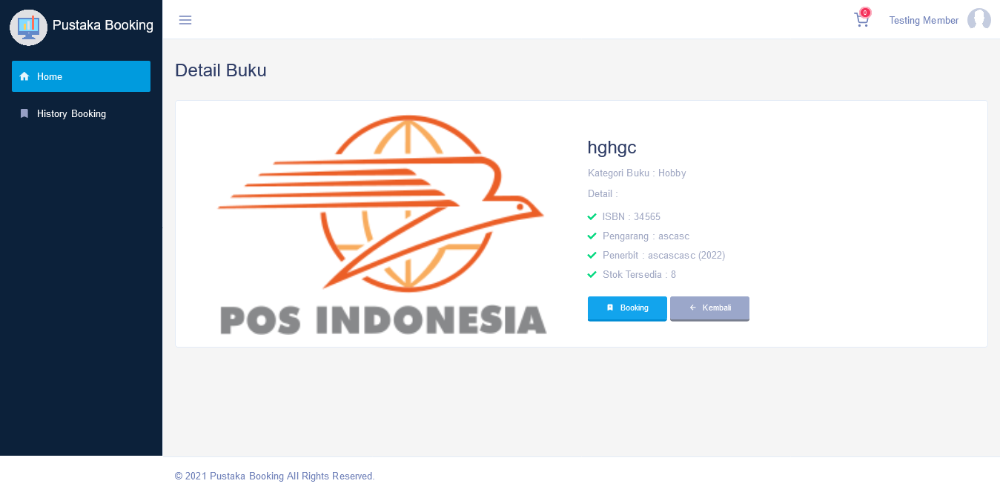 Pustaka Booking
0
Testing Member
Home
History Booking
Detail Buku
POS INDONESIA
hghgc
Kategori Buku : Hobby
Detail :
ISBN : 34565
Pengarang : ascasc
Penerbit : ascascasc (2022)
Stok Tersedia : 8
Booking
Kembali
© 2021 Pustaka Booking All Rights Reserved.